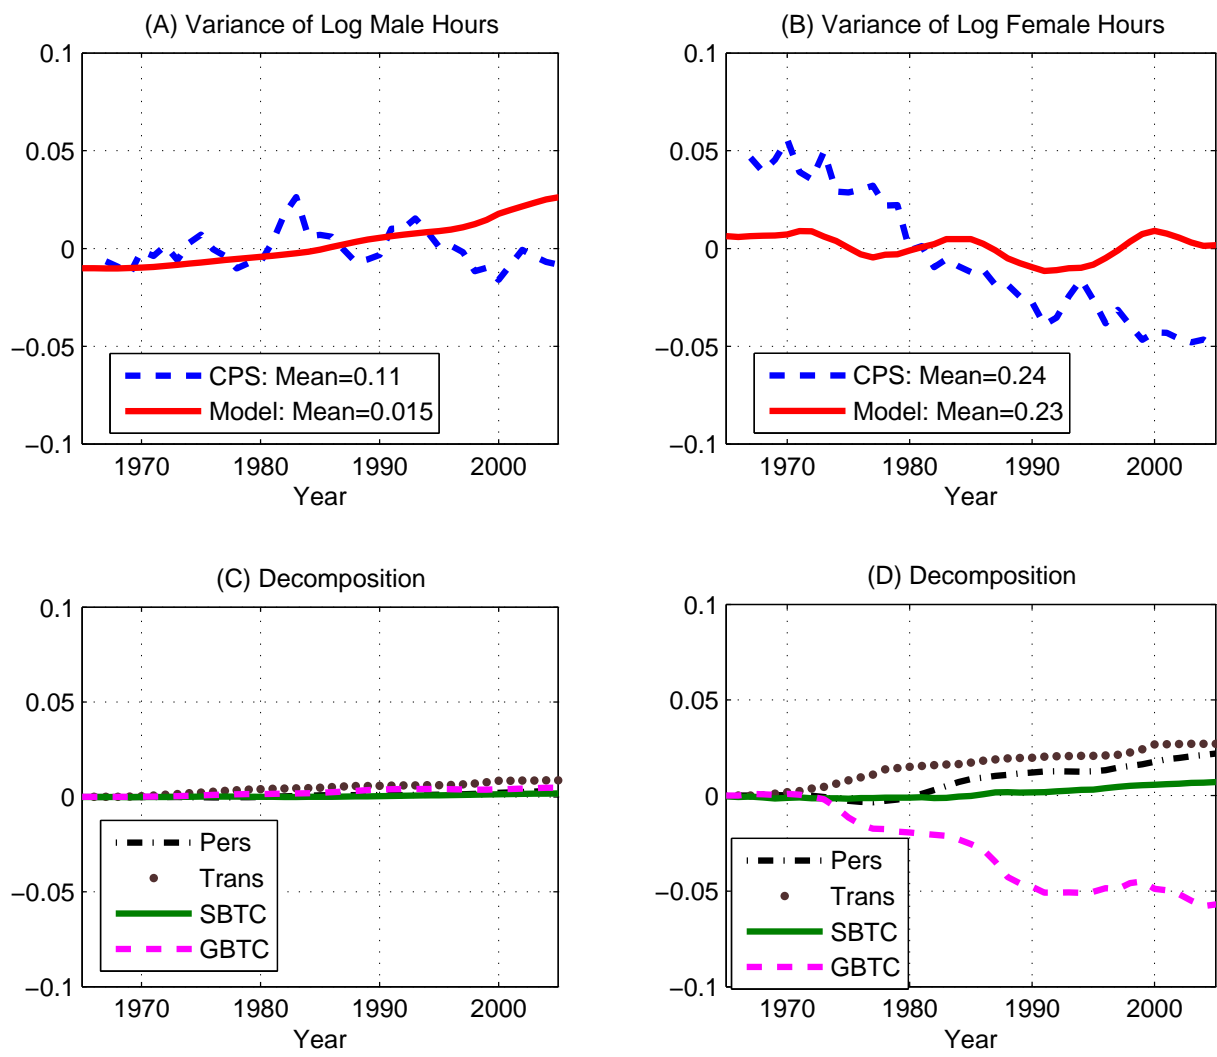 (A) Variance of Log Male Hours
0.1
0.05
0
−0.05
−0.1
CPS: Mean=0.11
Model: Mean=0.015
1970 1980 1990 2000
Year
(B) Variance of Log Female Hours
0.1
0.05
0
−0.05
−0.1
CPS: Mean=0.24
Model: Mean=0.23
1970 1980 1990 2000
Year
(C) Decomposition
0.1
0.05
0
−0.05
−0.1
Pers
Trans
SBTC
GBTC
1970 1980 1990 2000
Year
(D) Decomposition
0.1
0.05
0
−0.05
−0.1
Pers
Trans
SBTC
GBTC
1970 1980 1990 2000
Year